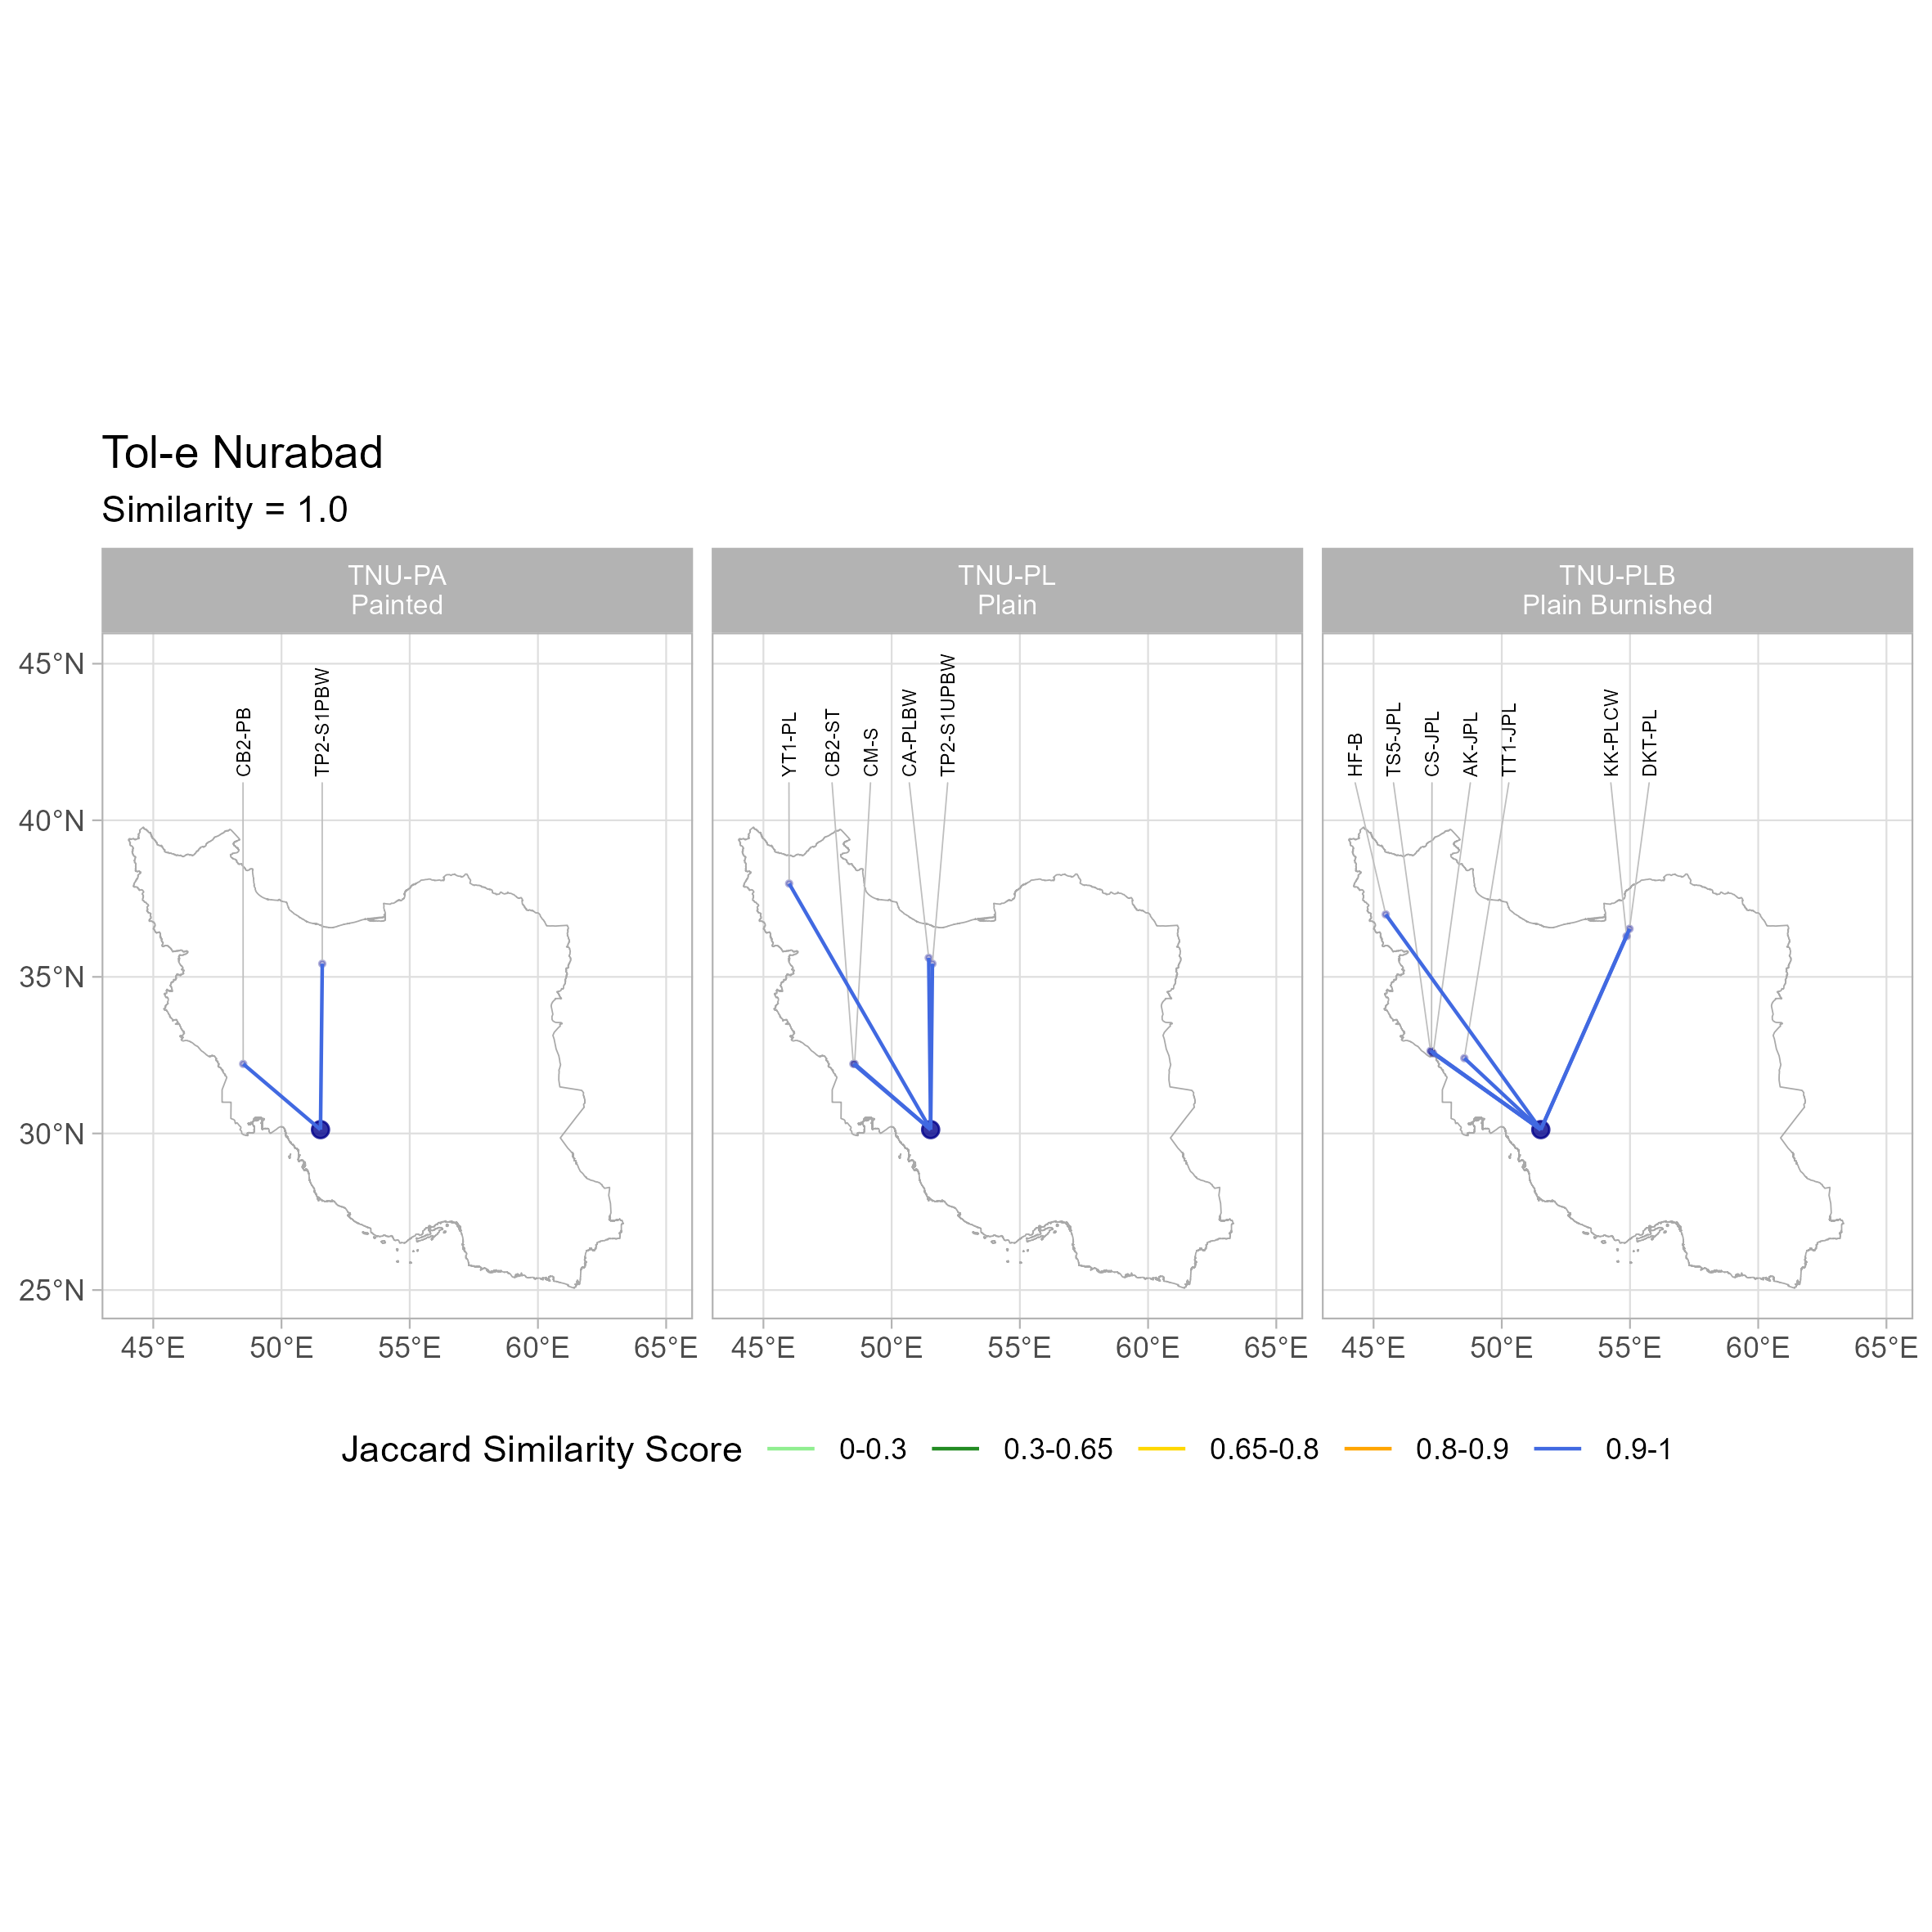 Tol-e Nurabad
Similarity = 1.0
TNU-PA
Painted
TNU-PL
Plain
TNU-PLB
Plain Burnished
45°N
40°N
35°N
30°N
25°N
CB2-PB
TP2-S1PBW
YT1-PL
CB2-ST
CM-S
CA-PLBW
TP2-S1UPBW
HF-B
TS5-JPL
CS-JPL
AK-JPL
TT1-JPL
KK-PLCW
DKT-PL
45°E 50°E 55°E 60°E 65°E
45°E 50°E 55°E 60°E 65°E
45°E 50°E 55°E 60°E 65°E
Jaccard Similarity Score 0-0.3 0.3-0.65 0.65-0.8 0.8-0.9 0.9-1